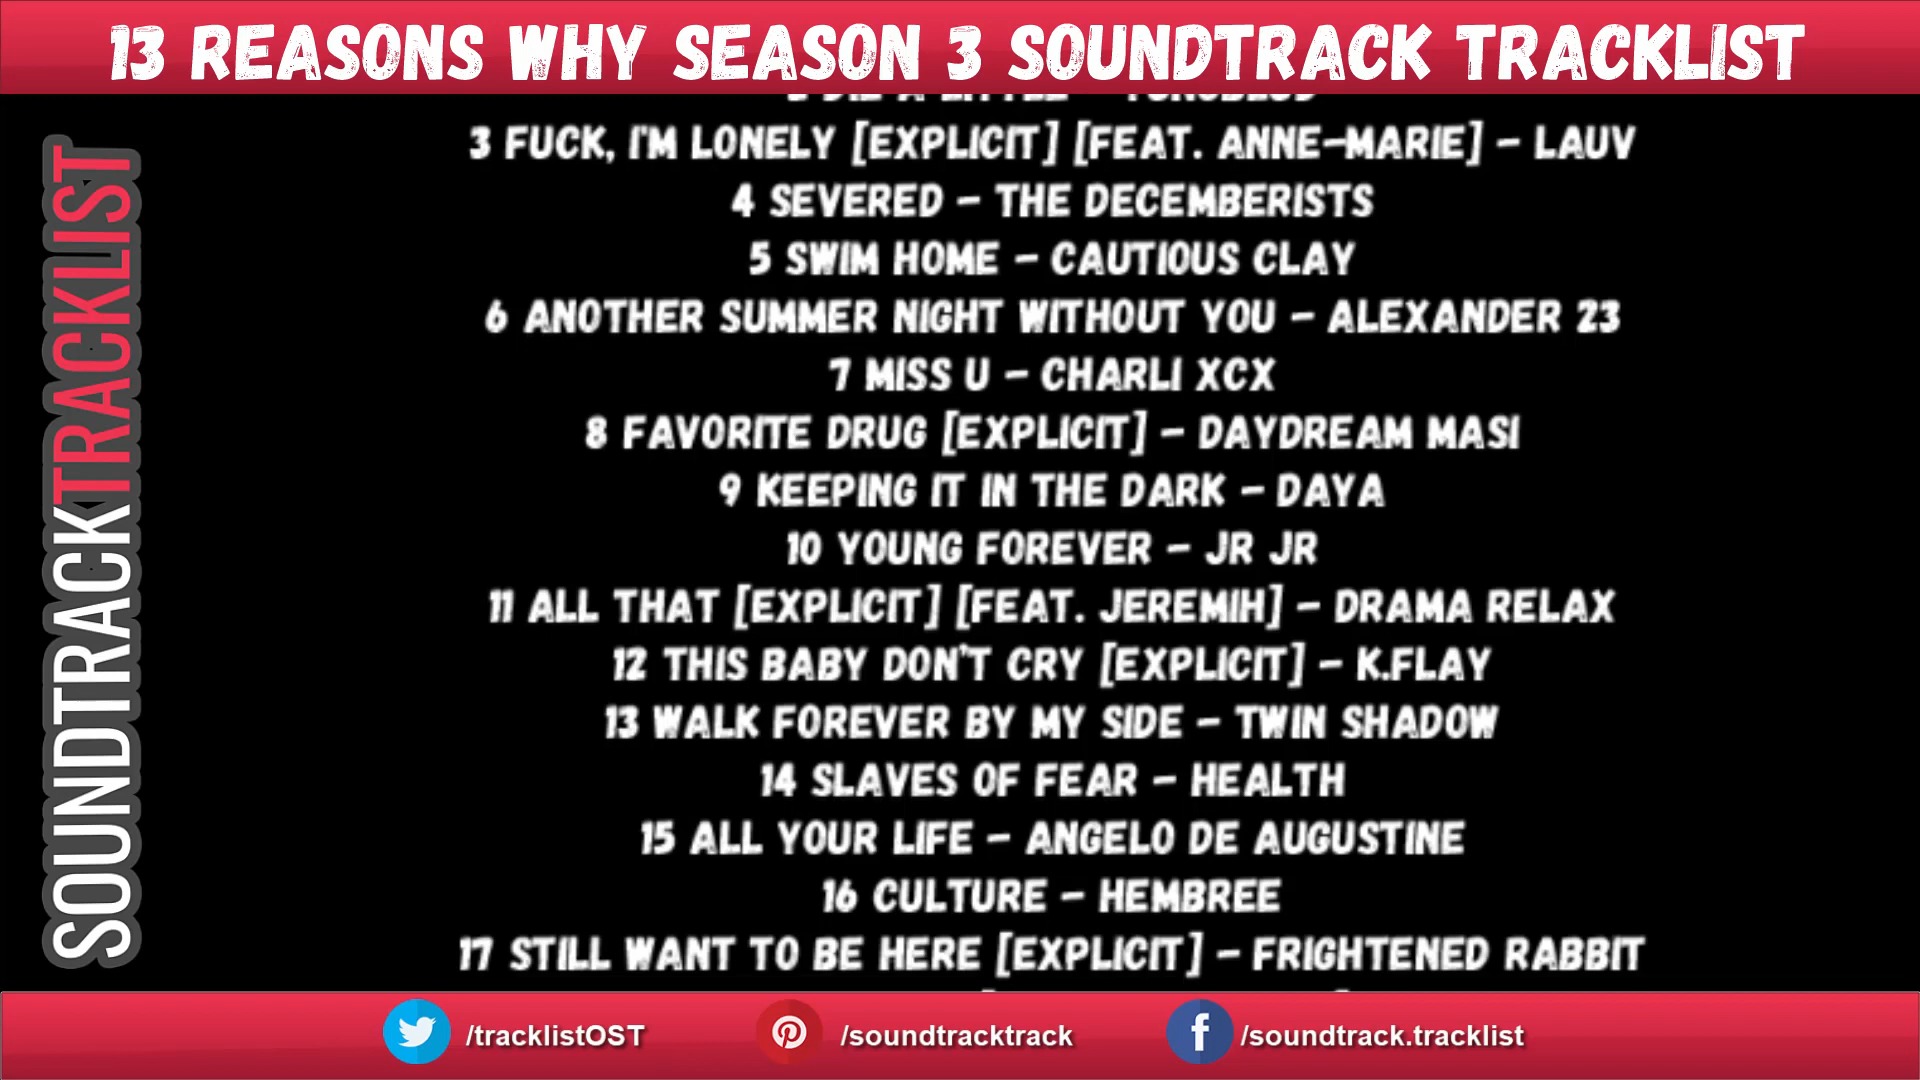 13 REASONS WHY SEASON 3 SOUNDTRACK TRACKLIST
3 FUCK, I'M LONELY [EXPLICIT] [FEAT. ANNE-MARIE] - LAUV
4 SEVERED - THE DECEMBERISTS
5 SWIM HOME - CAUTIOUS CLAY
6 ANOTHER SUMMER NIGHT WITHOUT YOU - ALEXANDER 23
7 MISS U - CHARLI XCX
8 FAVORITE DRUG [EXPLICIT] - DAYDREAM MASI
9 KEEPING IT IN THE DARK - DAYA
10 YOUNG FOREVER - JR JR
11 ALL THAT [EXPLICIT] [FEAT. JEREMIH] - DRAMA RELAX
12 THIS BABY DON'T CRY [EXPLICIT] - K.FLAY
13 WALK FOREVER BY MY SIDE - TWIN SHADOW
14 SLAVES OF FEAR - HEALTH
15 ALL YOUR LIFE - ANGELO DE AUGUSTINE
16 CULTURE - HEMBREE
17 STILL WANT TO BE HERE [EXPLICIT] - FRIGHTENED RABBIT
SOUNDTRACKTRACKLIST
/tracklistOST
/soundtracktrack
/soundtrack.tracklist